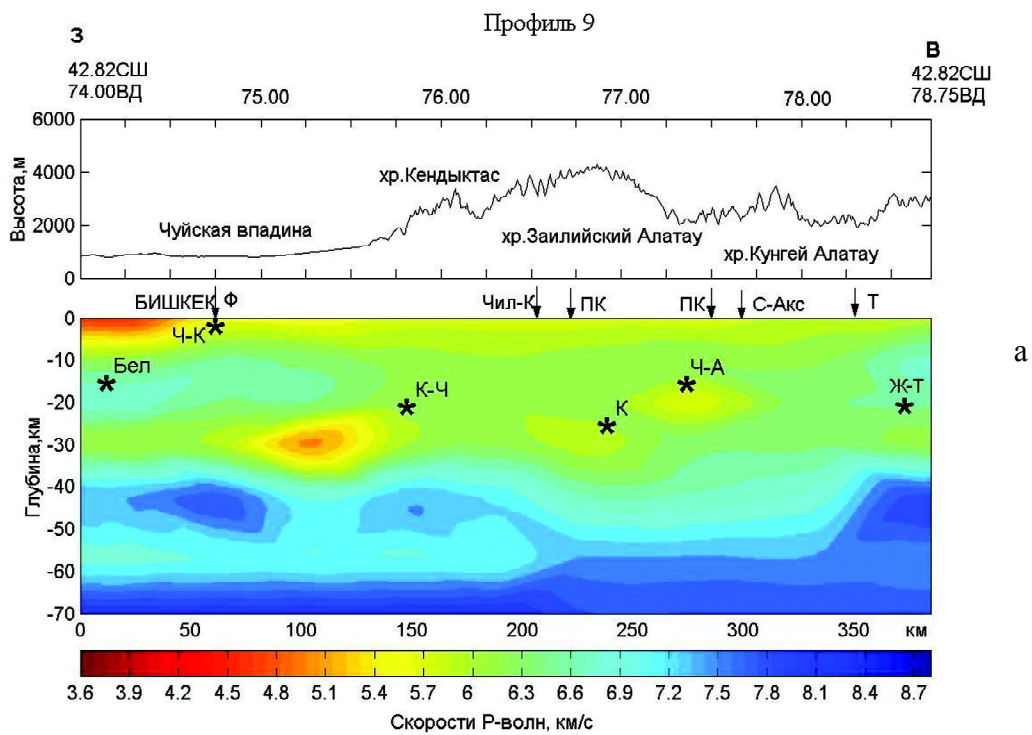 Профиль 9
З
В
42.82СШ
74.00ВД
42.82СШ
78.75ВД
75.00 76.00 77.00 78.00
6000
4000
2000
0
Высота,м
Чуйская впадина
хр.Кендыктас
хр.Заилийский Алатау
хр.Кунгей Алатау
БИШКЕК Ф Чил-К ПК ПК С-Акс Т
а
0
-10
-20
-30
-40
-50
-60
-70
Глубина,км
Ч-К
Бел
К-Ч
К
Ч-А
Ж-Т
0 50 100 150 200 250 300 350 км
3.6 3.9 4.2 4.5 4.8 5.1 5.4 5.7 6 6.3 6.6 6.9 7.2 7.5 7.8 8.1 8.4 8.7
Скорости Р-волн, км/с